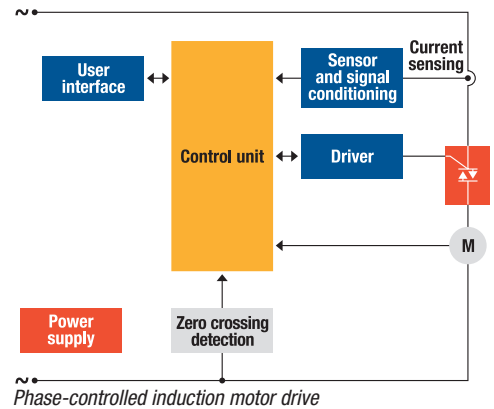 ~
Current
sensing
User
interface
Sensor
and signal
conditioning
Control unit
Driver
M
Power
supply
Zero crossing
detection
~
Phase-controlled induction motor drive